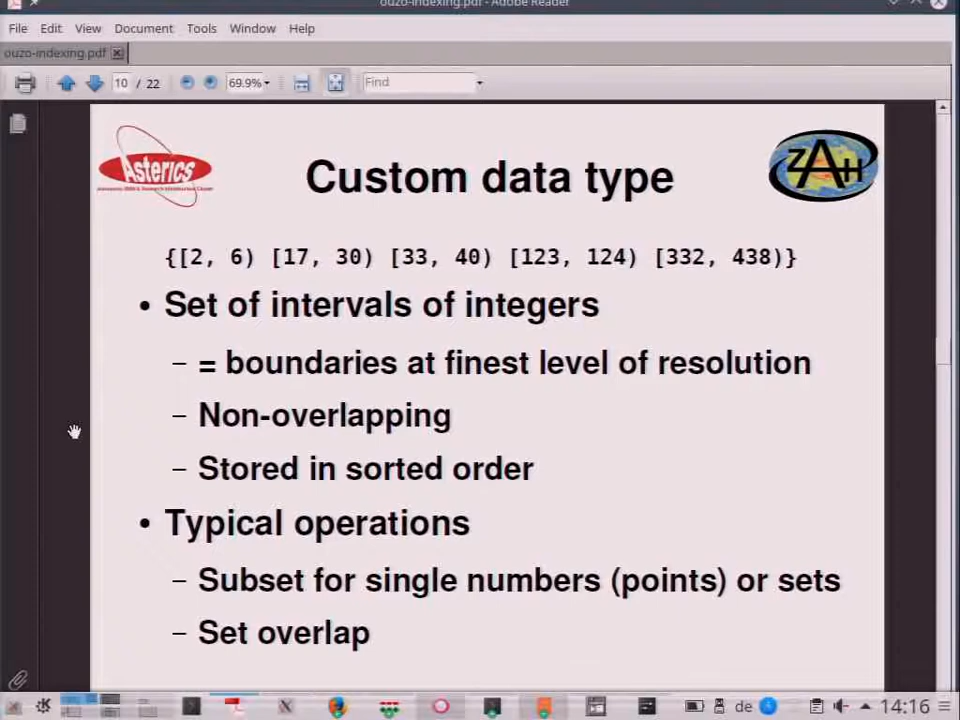 ouzo-indexing.pdf - Adobe Reader
File Edit View Document Tools Window Help
ouzo-indexing.pdf
10 / 22 69.9% Find
Asterics
ZAH
Custom data type
{[2, 6) [17, 30) [33, 40) [123, 124) [332, 438)}
• Set of intervals of integers
– = boundaries at finest level of resolution
– Non-overlapping
– Stored in sorted order
• Typical operations
– Subset for single numbers (points) or sets
– Set overlap
de 14:16